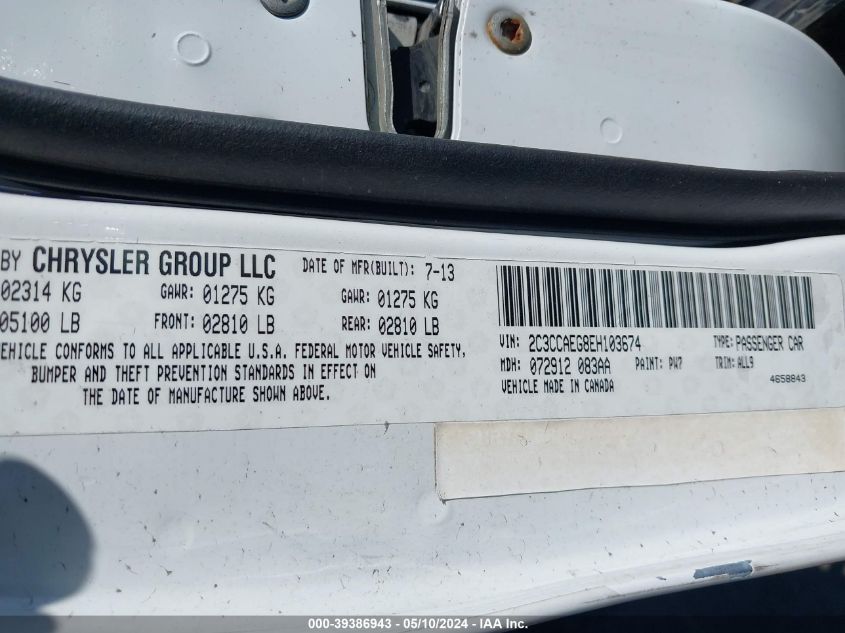 BY CHRYSLER GROUP LLC DATE OF MFR(BUILT): 7-13
02314 KG GAWR: 01275 KG GAWR: 01275 KG
05100 LB FRONT: 02810 LB REAR: 02810 LB
VEHICLE CONFORMS TO ALL APPLICABLE U.S.A. FEDERAL MOTOR VEHICLE SAFETY,
BUMPER AND THEFT PREVENTION STANDARDS IN EFFECT ON
THE DATE OF MANUFACTURE SHOWN ABOVE.
VIN: 2C3CCAEG8EH103674 TYPE: PASSENGER CAR
MDH: 072912 083AA PAINT: PW7 TRIM: ALL9
VEHICLE MADE IN CANADA 4658843
000-39386943 - 05/10/2024 - IAA Inc.